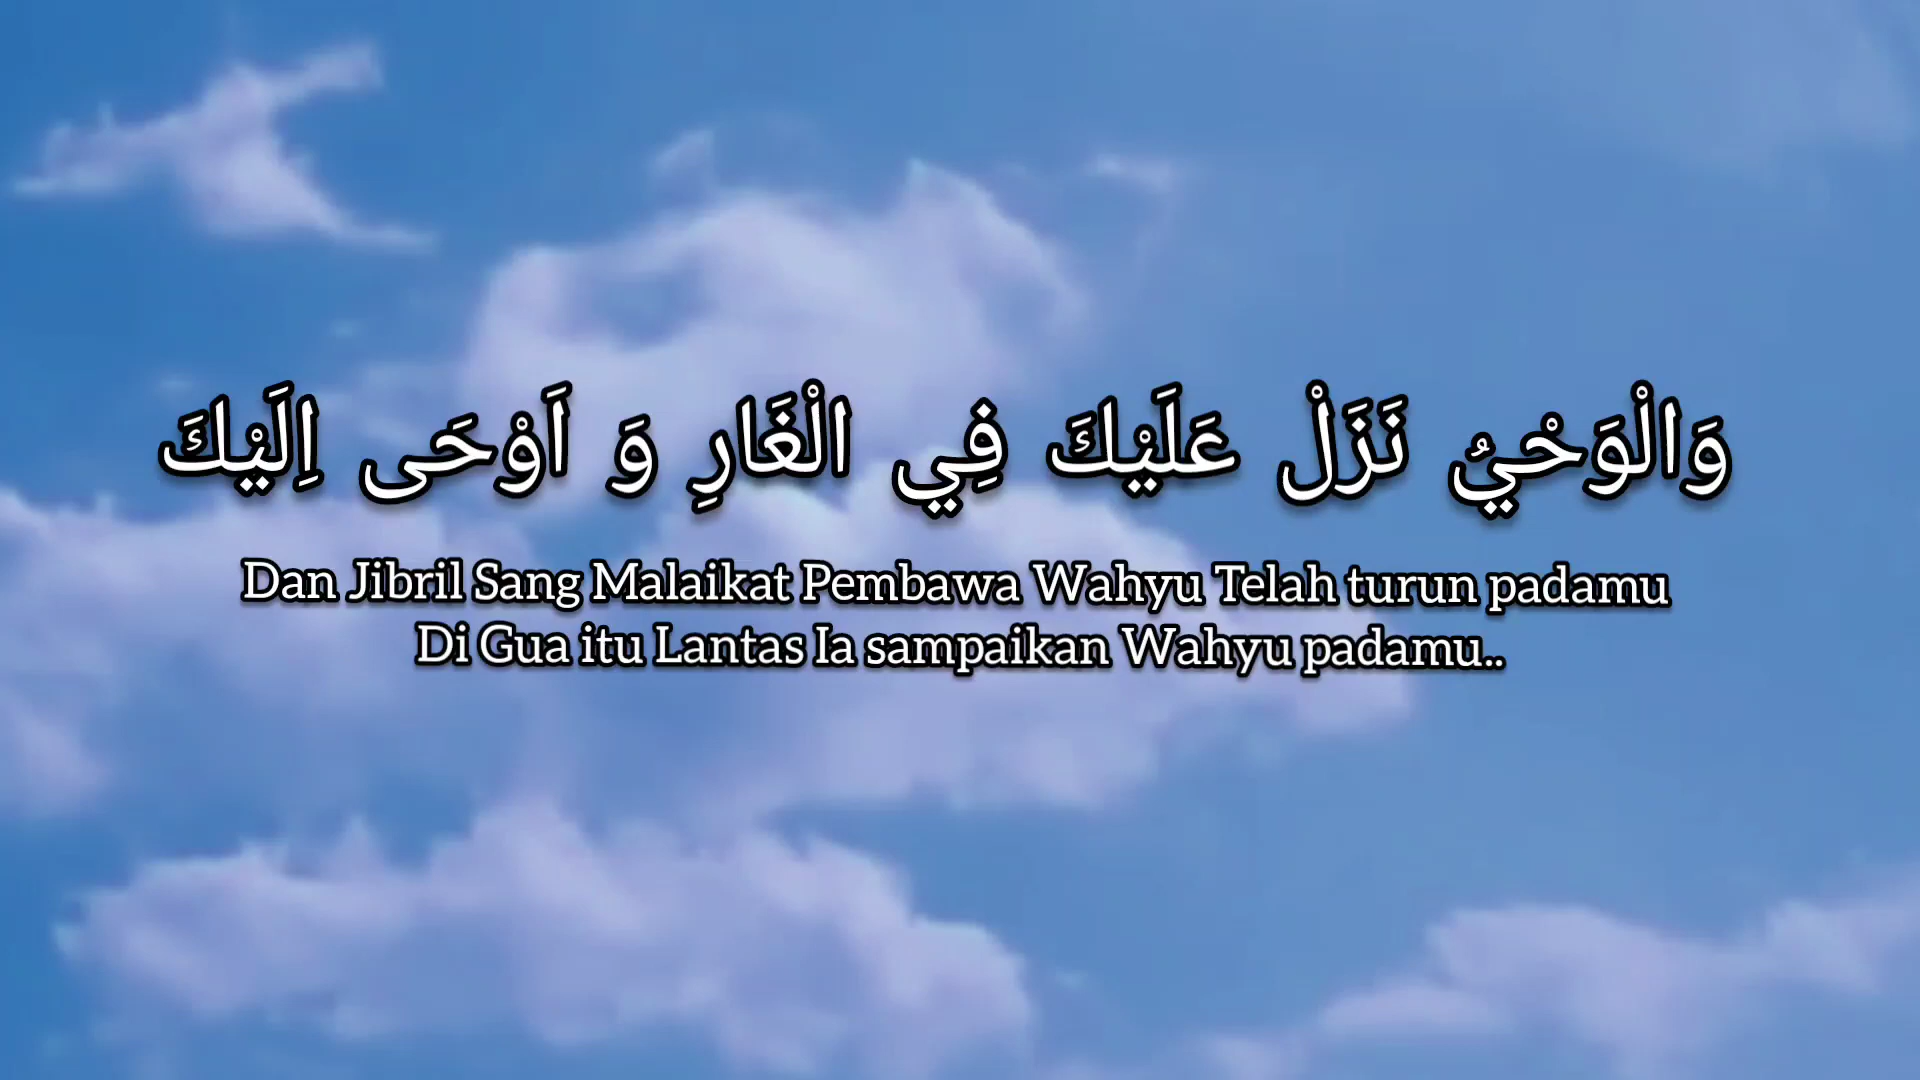 وَالْوَحْيُ نَزَلْ عَلَيْكَ فِي الْغَارِ وَ اَوْحَى اِلَيْكَ
Dan Jibril Sang Malaikat Pembawa Wahyu Telah turun padamu
Di Gua itu Lantas Ia sampaikan Wahyu padamu..